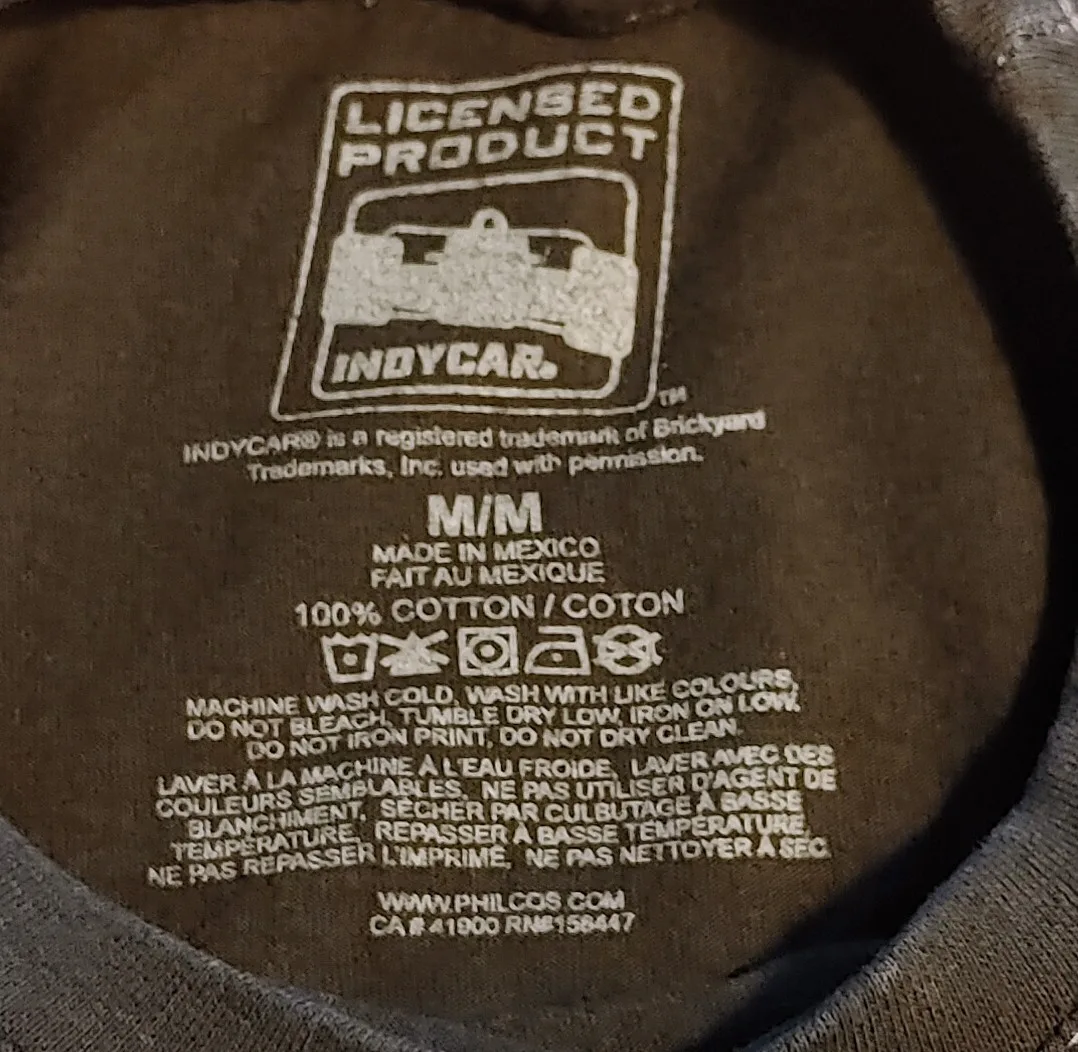 LICENSED
PRODUCT
INDYCAR.
TM
INDYCAR® is a registered trademark of Brickyard
Trademarks, Inc. used with permission.
M/M
MADE IN MEXICO
FAIT AU MEXIQUE
100% COTTON / COTON
MACHINE WASH COLD, WASH WITH LIKE COLOURS,
DO NOT BLEACH, TUMBLE DRY LOW, IRON ON LOW.
DO NOT IRON PRINT, DO NOT DRY CLEAN.
LAVER À LA MACHINE À L'EAU FROIDE, LAVER AVEC DES
COULEURS SEMBLABLES, NE PAS UTILISER D'AGENT DE
BLANCHIMENT, SÉCHER PAR CULBUTAGE À BASSE
TEMPÉRATURE, REPASSER À BASSE TEMPÉRATURE,
NE PAS REPASSER L'IMPRIMÉ, NE PAS NETTOYER À SEC.
WWW.PHILCOS.COM
CA# 41900 RN#158447